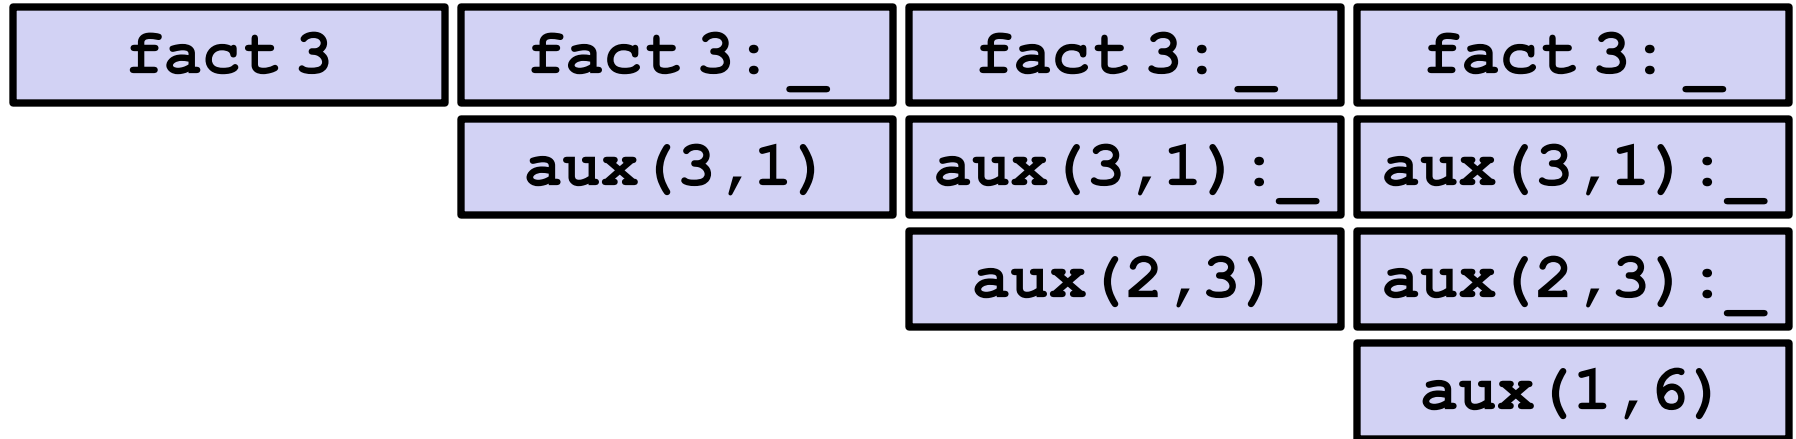 fact 3 fact 3:_ fact 3:_ fact 3:_
aux(3,1) aux(3,1):_ aux(3,1):_
aux(2,3) aux(2,3):_
aux(1,6)